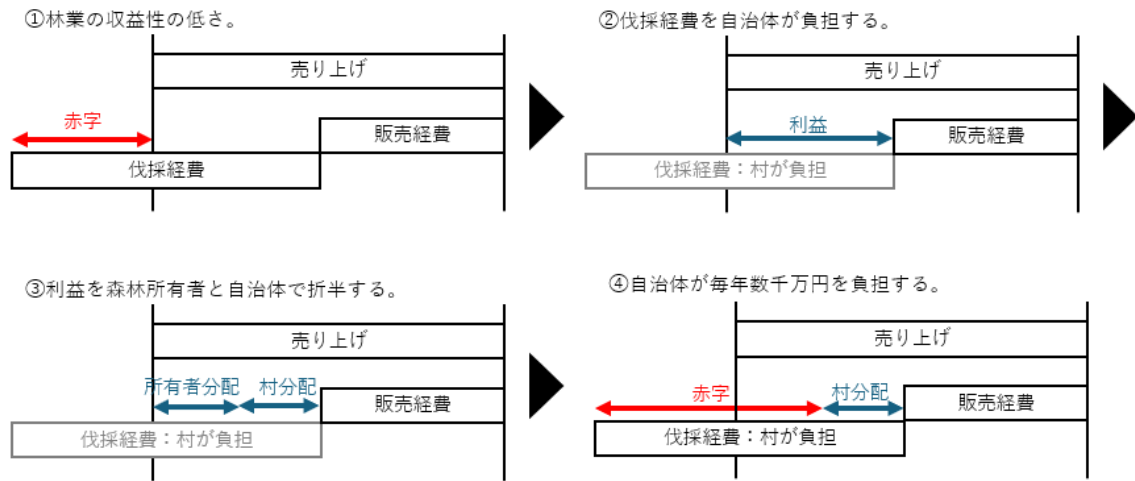 ①林業の収益性の低さ。
売り上げ
赤字
販売経費
伐採経費
②伐採経費を自治体が負担する。
売り上げ
利益
販売経費
伐採経費：村が負担
③利益を森林所有者と自治体で折半する。
売り上げ
所有者分配 村分配
販売経費
伐採経費：村が負担
④自治体が毎年数千万円を負担する。
売り上げ
赤字 村分配
販売経費
伐採経費：村が負担